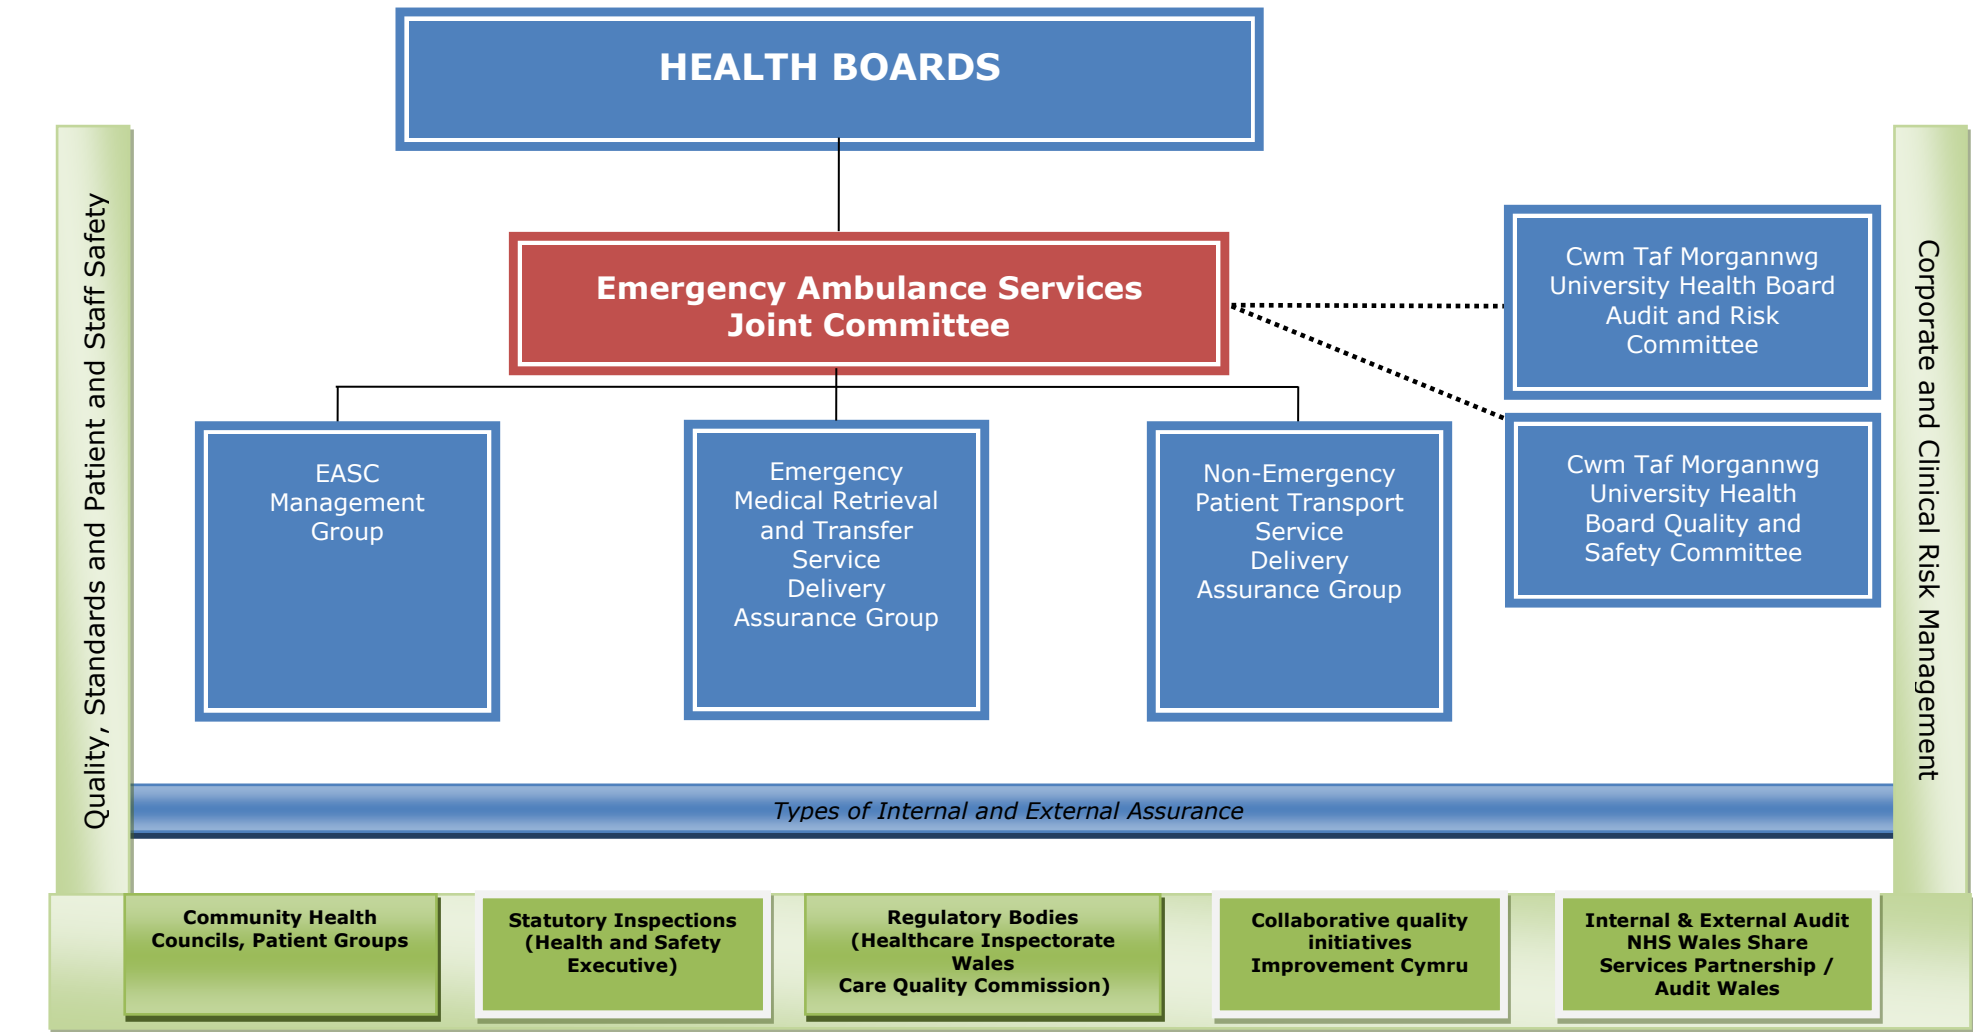 HEALTH BOARDS
Quality, Standards and Patient and Staff Safety
Emergency Ambulance Services
Joint Committee
Cwm Taf Morgannwg
University Health Board
Audit and Risk
Committee
Corporate and Clinical Risk Management
EASC
Management
Group
Emergency
Medical Retrieval
and Transfer
Service
Delivery
Assurance Group
Non-Emergency
Patient Transport
Service
Delivery
Assurance Group
Cwm Taf Morgannwg
University Health
Board Quality and
Safety Committee
Types of Internal and External Assurance
Community Health
Councils, Patient Groups
Statutory Inspections
(Health and Safety
Executive)
Regulatory Bodies
(Healthcare Inspectorate
Wales
Care Quality Commission)
Collaborative quality
initiatives
Improvement Cymru
Internal & External Audit
NHS Wales Share
Services Partnership /
Audit Wales